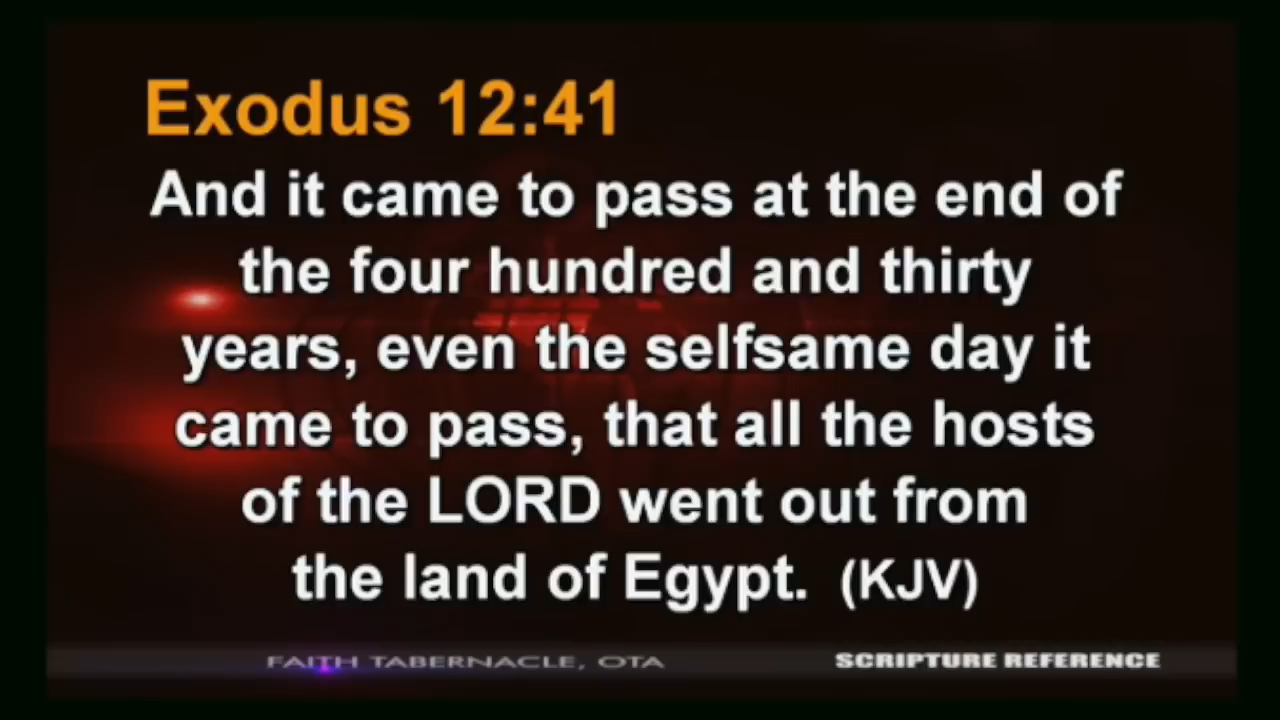 Exodus 12:41
And it came to pass at the end of
the four hundred and thirty
years, even the selfsame day it
came to pass, that all the hosts
of the LORD went out from
the land of Egypt. (KJV)
FAITH TABERNACLE, OTA
SCRIPTURE REFERENCE